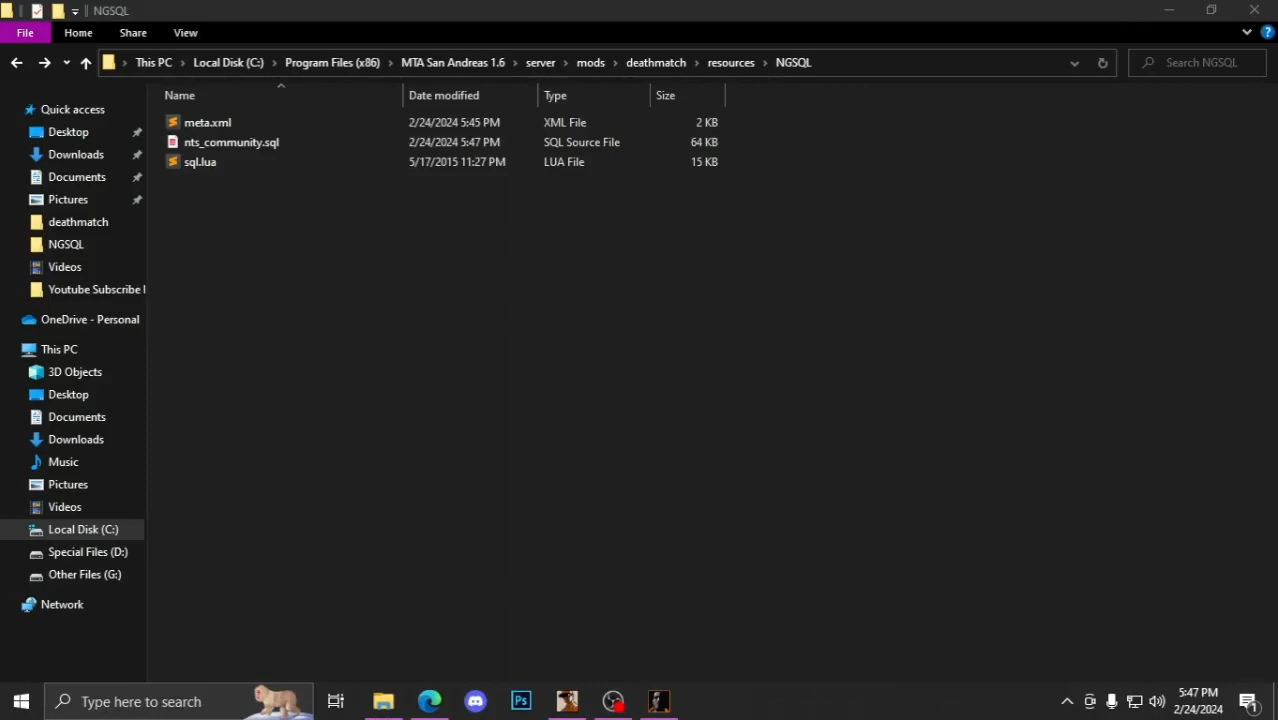 NGSQL
File Home Share View
This PC Local Disk (C:) Program Files (x86) MTA San Andreas 1.6 server mods deathmatch resources NGSQL Search NGSQL
Name Date modified Type Size
meta.xml 2/24/2024 5:45 PM XML File 2 KB
nts_community.sql 2/24/2024 5:47 PM SQL Source File 64 KB
sql.lua 5/17/2015 11:27 PM LUA File 15 KB
Quick access
Desktop
Downloads
Documents
Pictures
deathmatch
NGSQL
Videos
Youtube Subscribe
OneDrive - Personal
This PC
3D Objects
Desktop
Documents
Downloads
Music
Pictures
Videos
Local Disk (C:)
Special Files (D:)
Other Files (G:)
Network
Type here to search
Ps
5:47 PM
2/24/2024
1